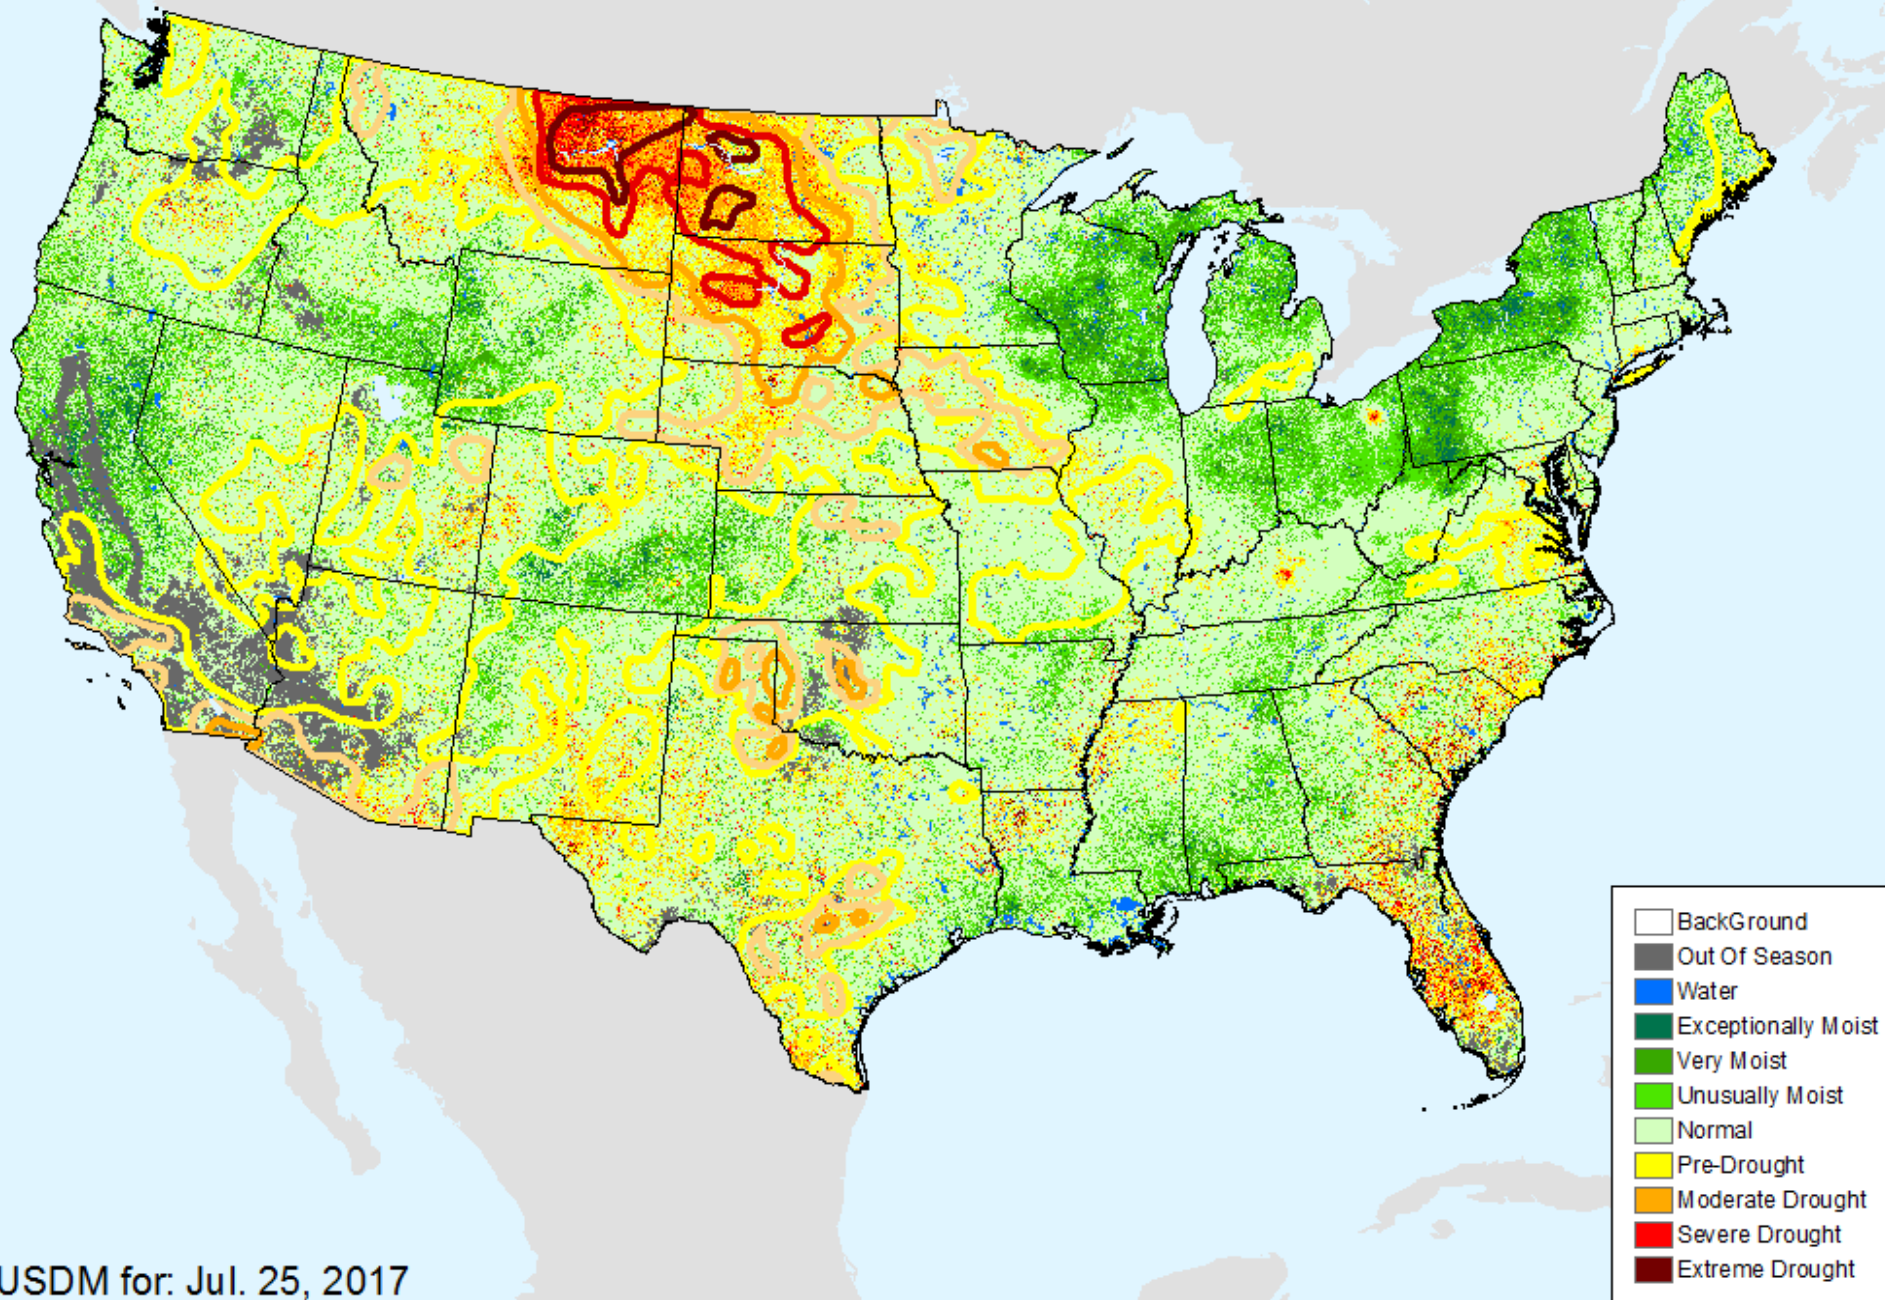 BackGround
Out Of Season
Water
Exceptionally Moist
Very Moist
Unusually Moist
Normal
Pre-Drought
Moderate Drought
Severe Drought
Extreme Drought
USDM for: Jul. 25, 2017